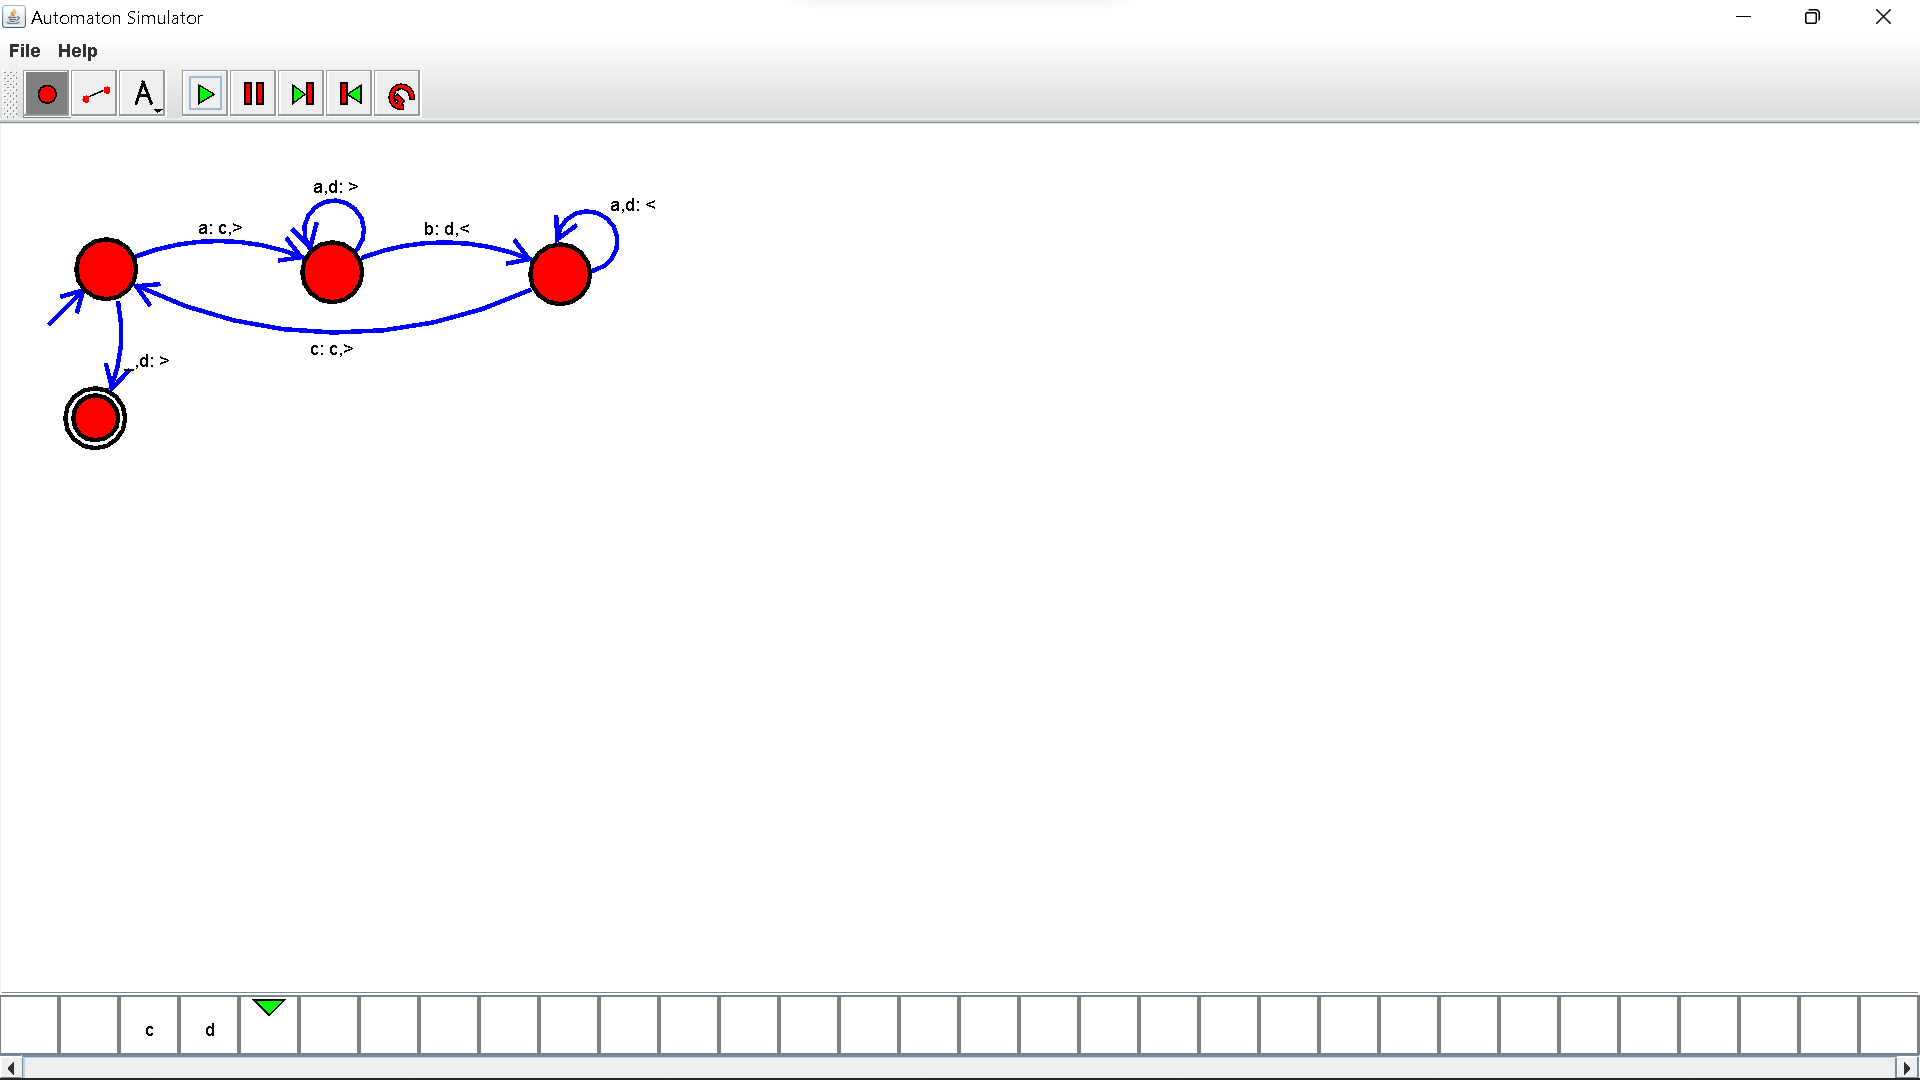 Automaton Simulator
File Help
A
a,d: >
a,d: <
a: c,>
b: d,<
c: c,>
_,d: >
c d